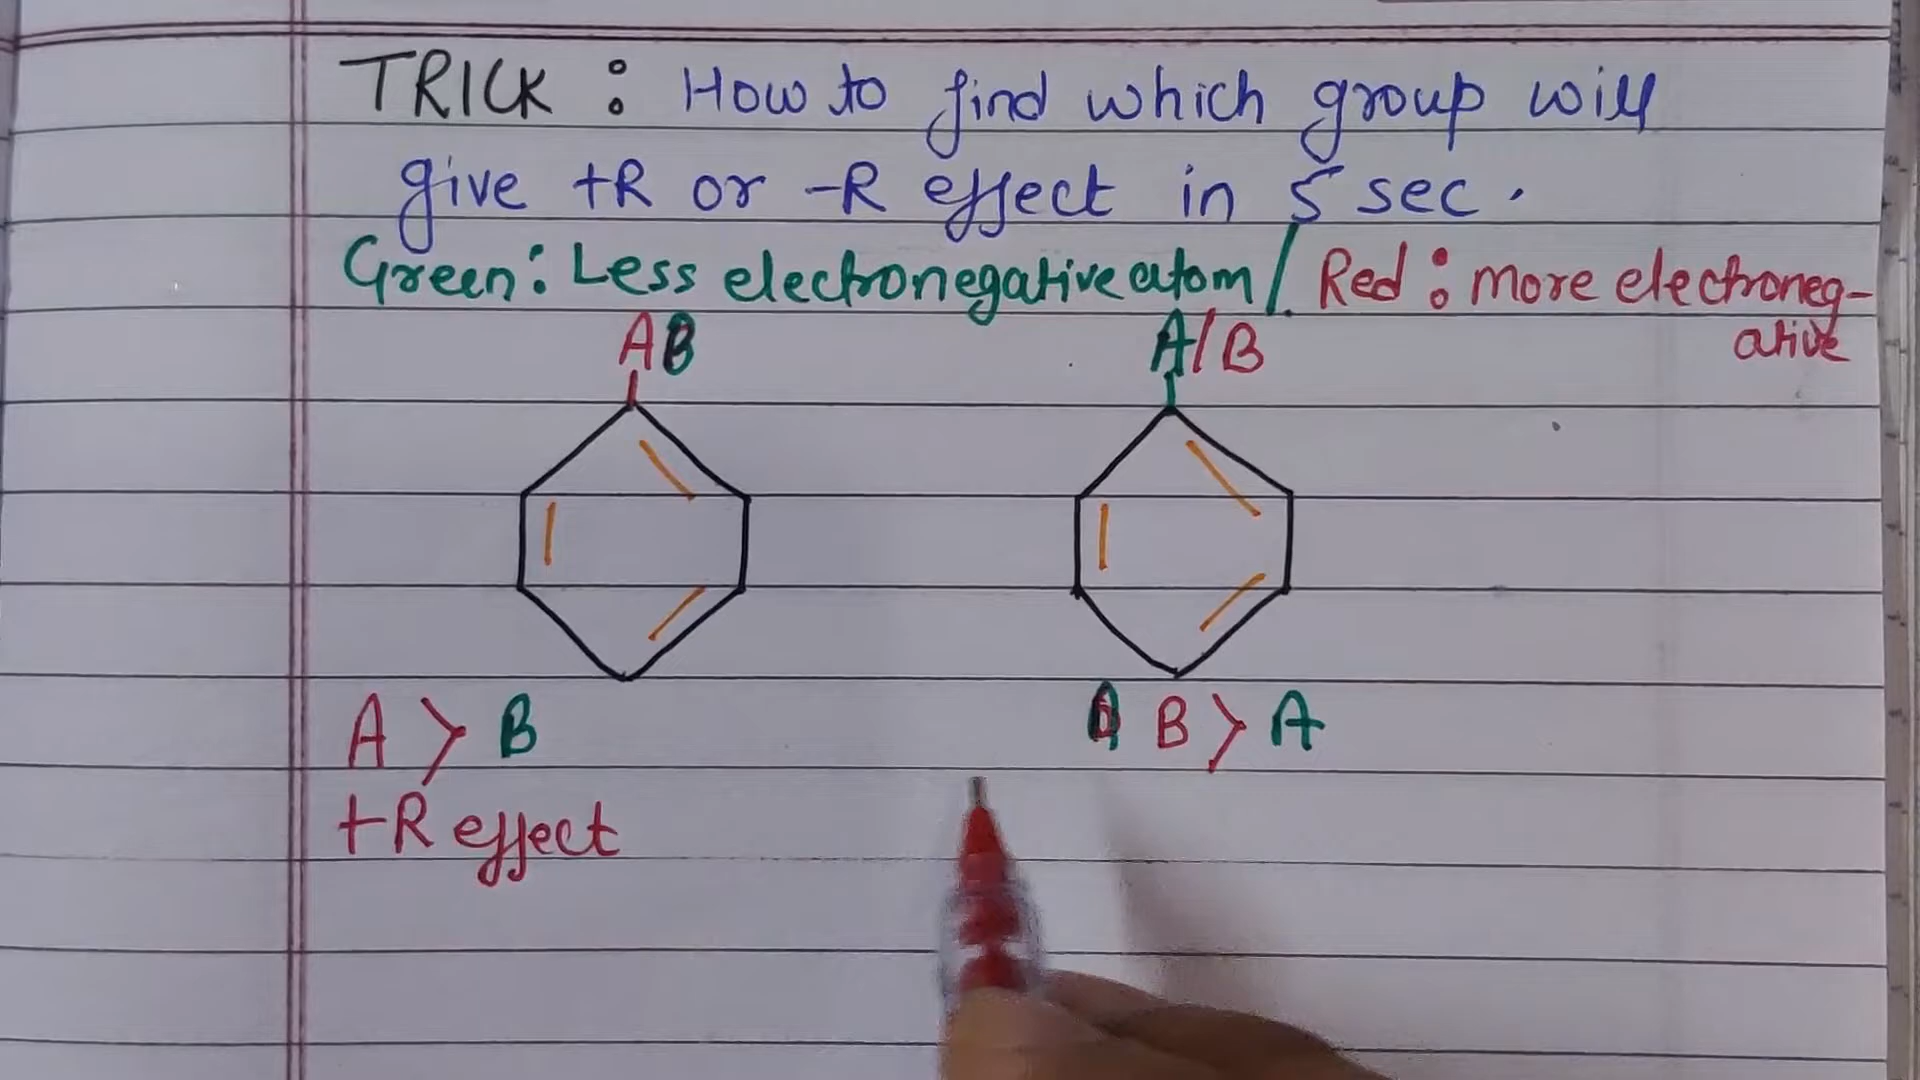 TRICK : How to find which group will
give +R or -R effect in 5 sec.
Green: Less electronegative atom / Red : more electroneg-
ative
AB
A/B
A > B
B > A
+R effect